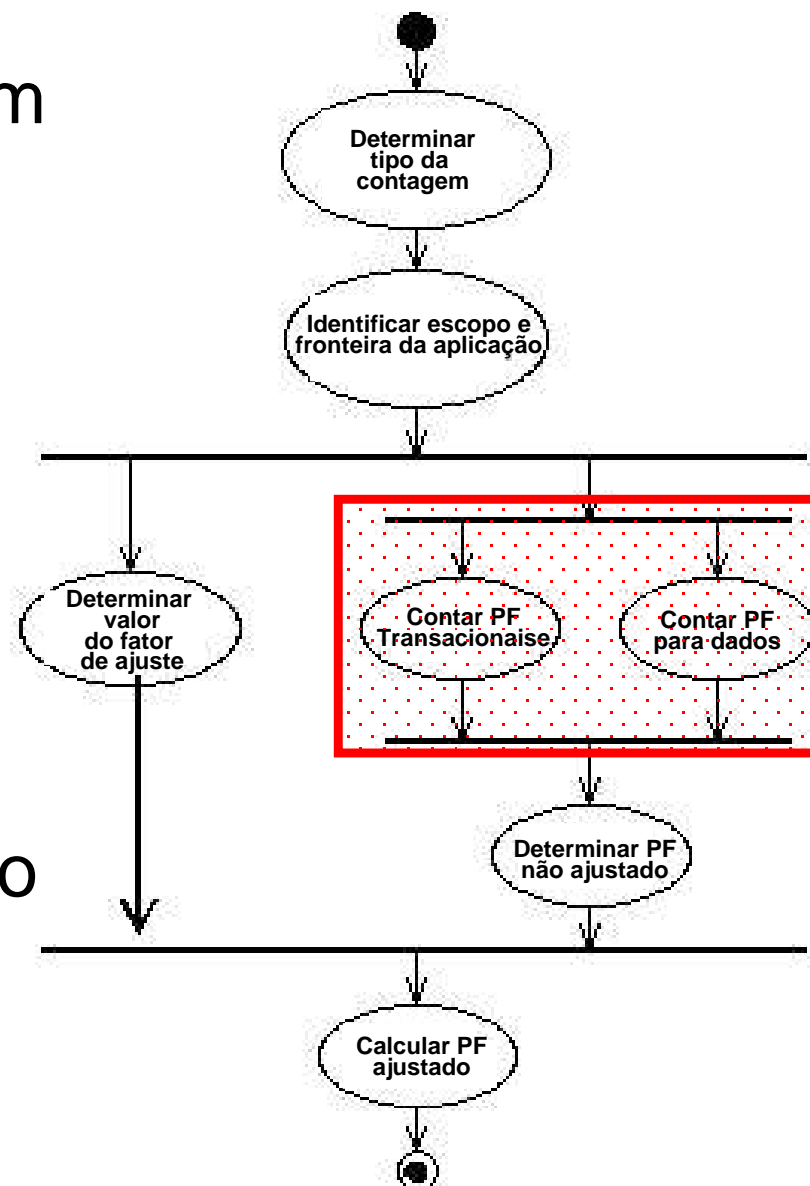 m
Determinar
tipo da
contagem
Identificar escopo e
fronteira da aplicação
Determinar
valor
do fator
de ajuste
Contar PF
Transacionaise
Contar PF
para dados
Determinar PF
não ajustado
o
Calcular PF
ajustado